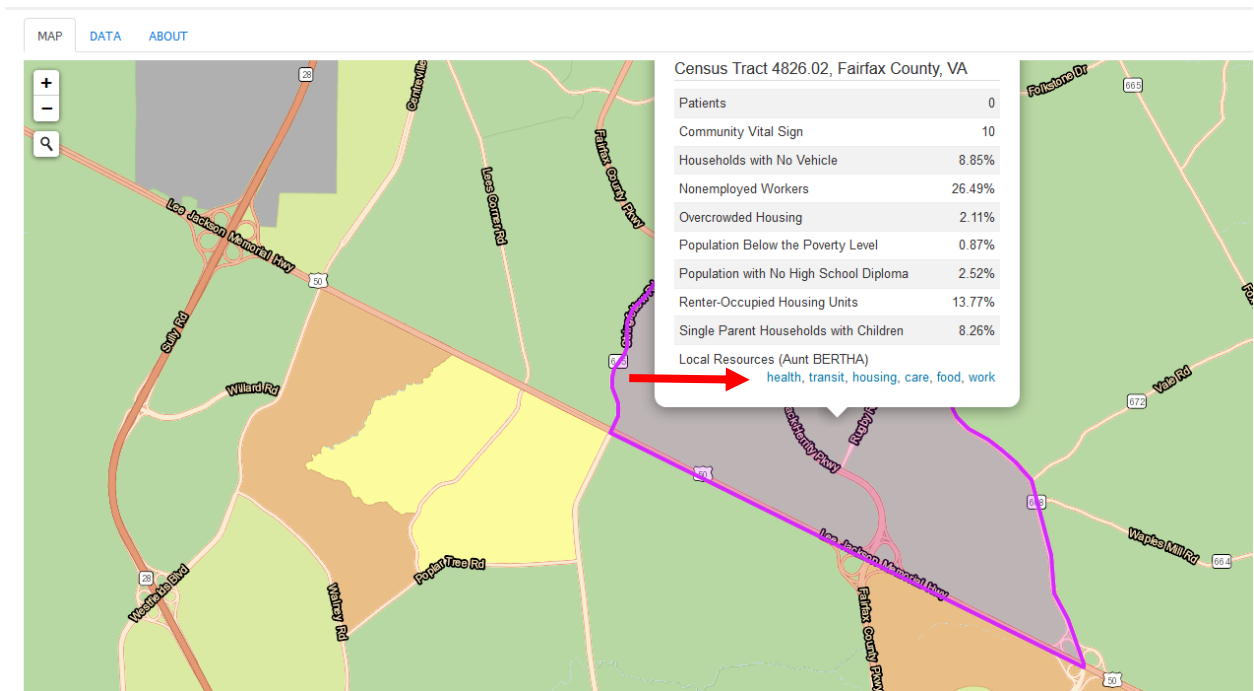 MAP DATA ABOUT
+
−
Census Tract 4826.02, Fairfax County, VA
Patients 0
Community Vital Sign 10
Households with No Vehicle 8.85%
Nonemployed Workers 26.49%
Overcrowded Housing 2.11%
Population Below the Poverty Level 0.87%
Population with No High School Diploma 2.52%
Renter-Occupied Housing Units 13.77%
Single Parent Households with Children 8.26%
Local Resources (Aunt BERTHA)
health, transit, housing, care, food, work
28
Centreville
Folkstone Dr
665
Fairfax County Pkwy
Lees Corner Rd
Lee Jackson Memorial Hwy
50
Sully Rd
Willard Rd
Vale Rd
672
Rugby
50
608
Lee Jackson Memorial Hwy
Waples Mill Rd
664
Poplar Tree Rd
28
Westfields Blvd
Walney Rd
Fairfax County Pkwy
50